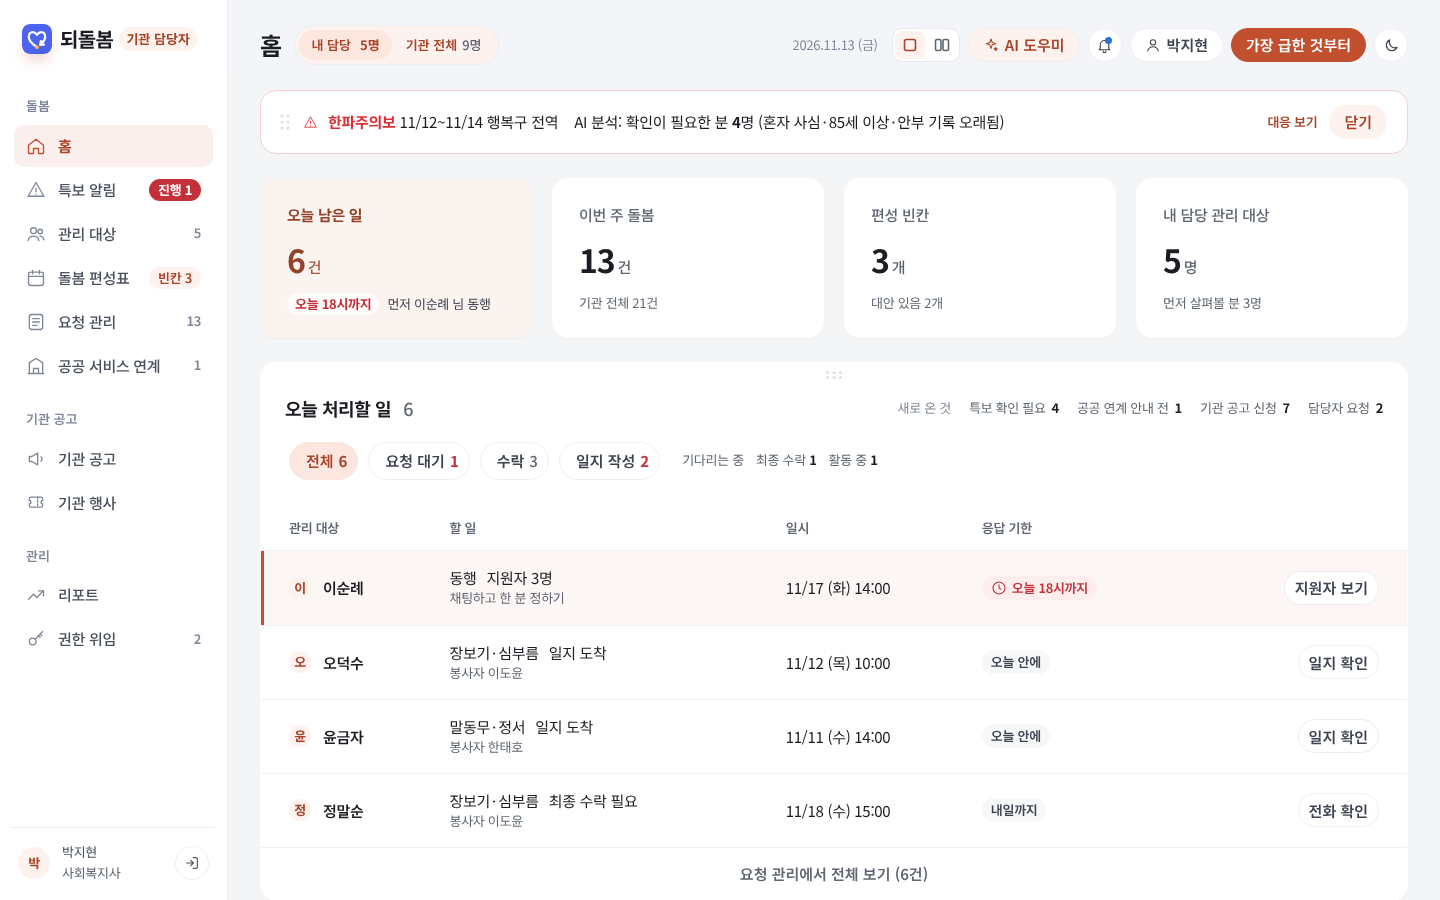 되돌봄 기관 담당자
돌봄
홈
특보 알림 진행 1
관리 대상 5
돌봄 편성표 빈칸 3
요청 관리 13
공공 서비스 연계 1
기관 공고
기관 공고
기관 행사
관리
리포트
권한 위임 2
박 박지현
사회복지사
홈 내 담당 5명 기관 전체 9명 2026.11.13 (금) AI 도우미 박지현 가장 급한 것부터
한파주의보 11/12~11/14 행복구 전역 AI 분석: 확인이 필요한 분 4명 (혼자 사심·85세 이상·안부 기록 오래됨) 대응 보기 닫기
오늘 남은 일
6건
오늘 18시까지 먼저 이순례 님 동행
이번 주 돌봄
13건
기관 전체 21건
편성 빈칸
3개
대안 있음 2개
내 담당 관리 대상
5명
먼저 살펴볼 분 3명
오늘 처리할 일 6 새로 온 것 특보 확인 필요 4 공공 연계 안내 전 1 기관 공고 신청 7 담당자 요청 2
전체 6 요청 대기 1 수락 3 일지 작성 2 기다리는 중 최종 수락 1 활동 중 1
관리 대상 할 일 일시 응답 기한
이 이순례 동행 지원자 3명 11/17 (화) 14:00 오늘 18시까지 지원자 보기
채팅하고 한 분 정하기
오 오덕수 장보기·심부름 일지 도착 11/12 (목) 10:00 오늘 안에 일지 확인
봉사자 이도윤
윤 윤금자 말동무·정서 일지 도착 11/11 (수) 14:00 오늘 안에 일지 확인
봉사자 한태호
정 정말순 장보기·심부름 최종 수락 필요 11/18 (수) 15:00 내일까지 전화 확인
봉사자 이도윤
요청 관리에서 전체 보기 (6건)